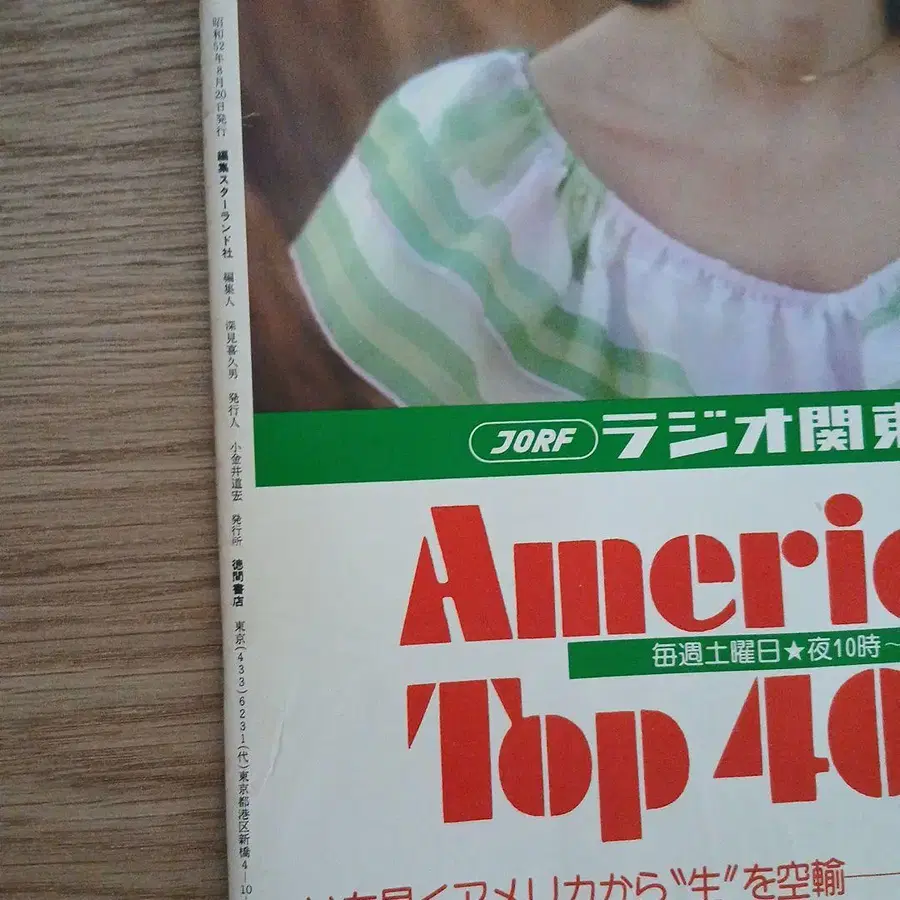 昭和52年8月20日発行 編集スターランド社 編集人 深見喜久男 発行人 小金井道宏 発行所 徳間書店 東京(433)6231(代)東京都港区新橋4—10
JORF ラジオ関東
Americ
毎週土曜日★夜10時〜
Top 40
早くアメリカから“生”を空輸